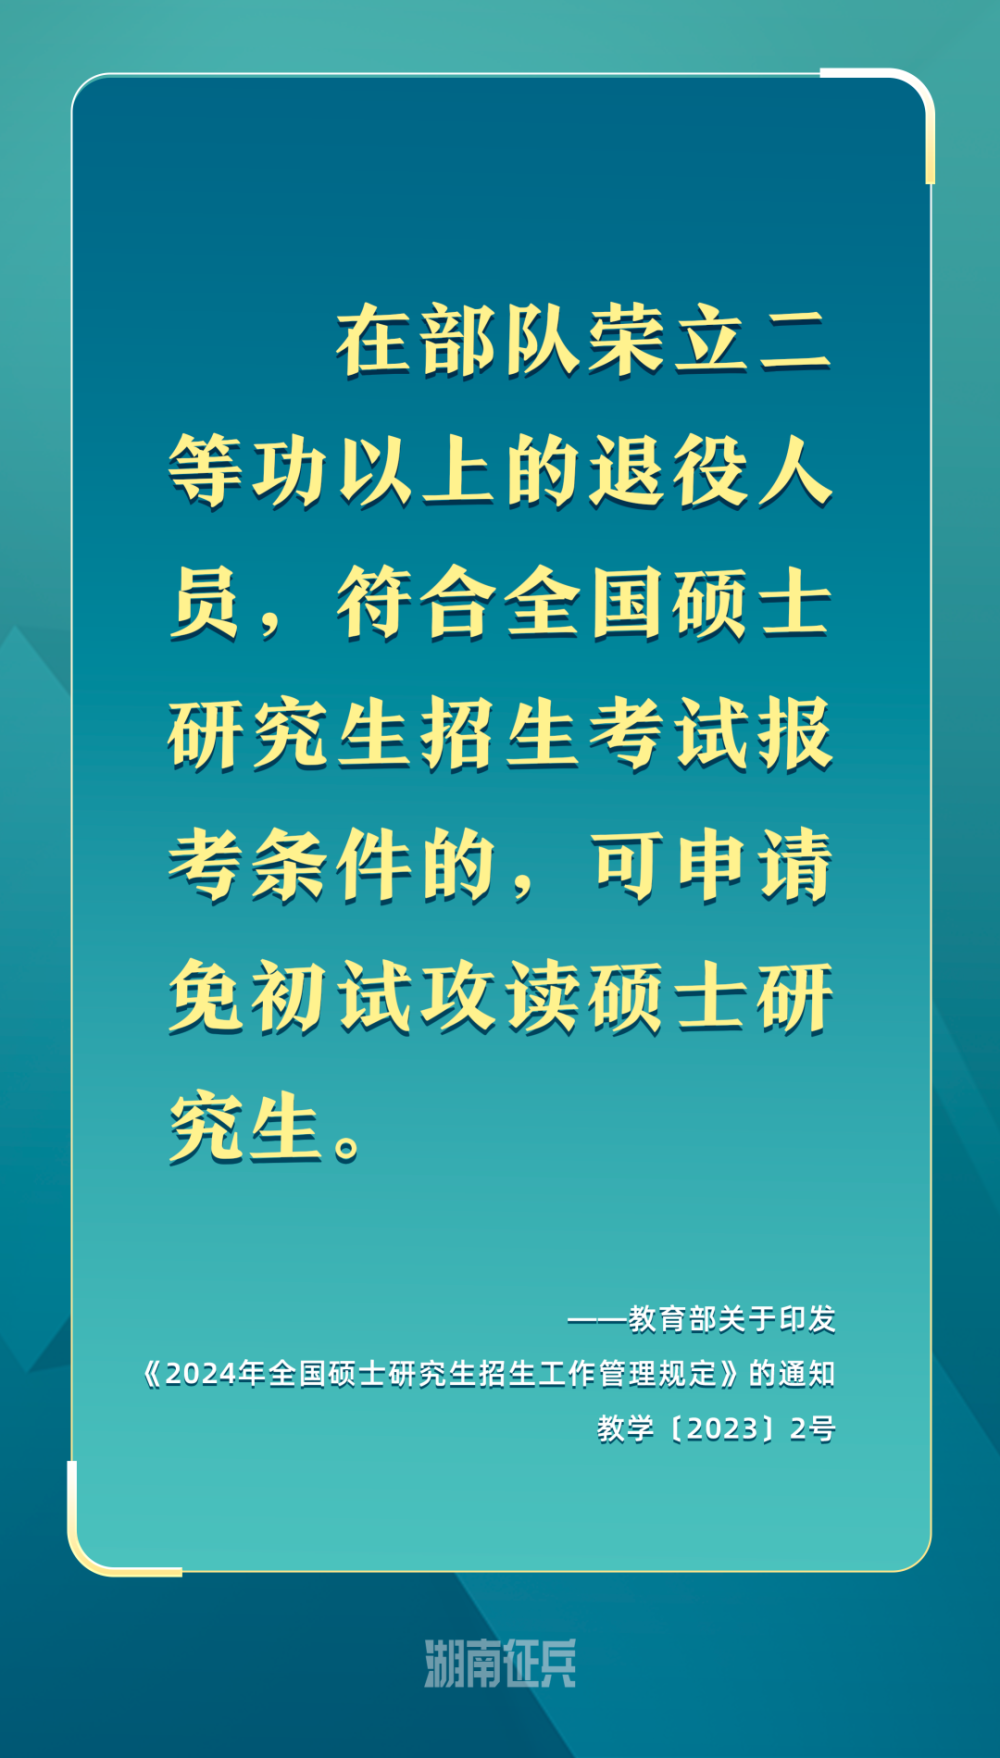 在部队荣立二
等功以上的退役人
员，符合全国硕士
研究生招生考试报
考条件的，可申请
免初试攻读硕士研
究生。
——教育部关于印发
《2024年全国硕士研究生招生工作管理规定》的通知
教学〔2023〕2号
湖南征兵